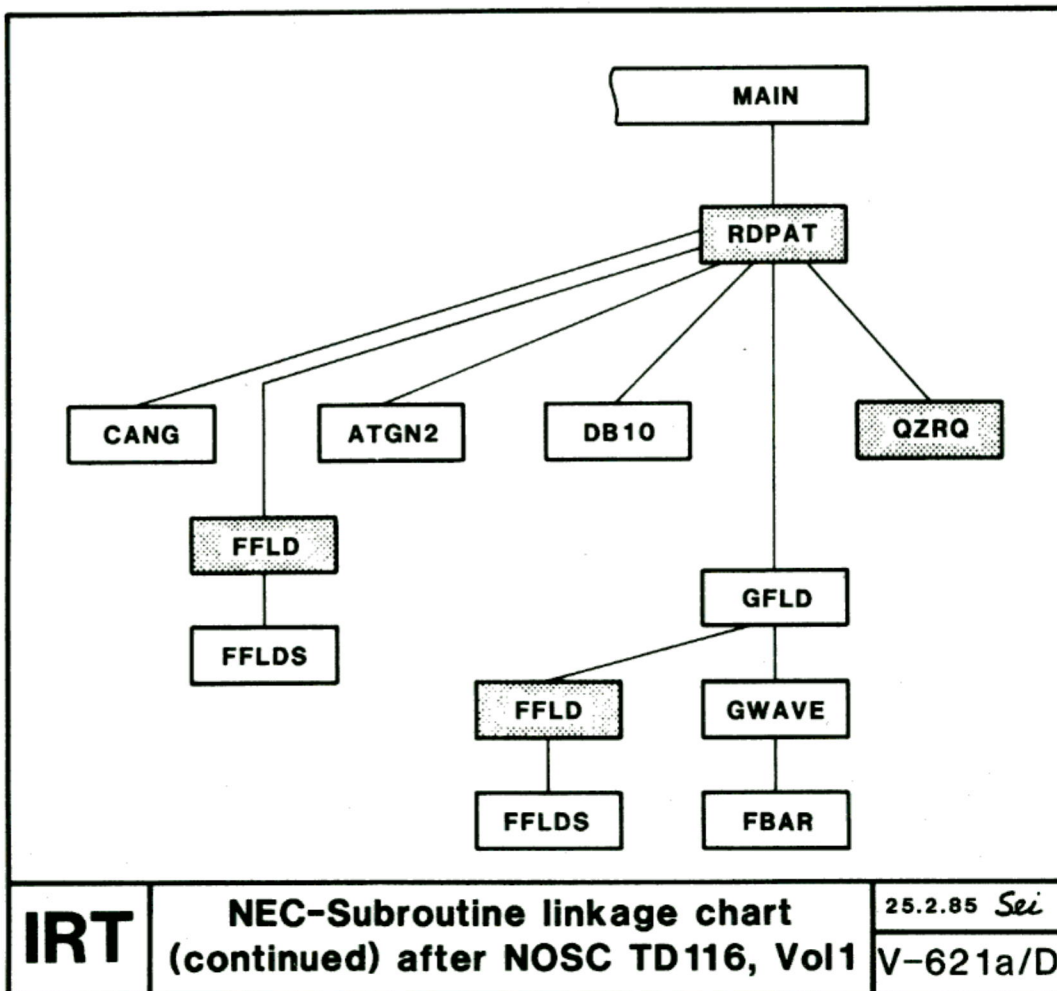 MAIN
RDPAT
CANG
ATGN2
DB10
QZRQ
FFLD
FFLDS
GFLD
FFLD
GWAVE
FFLDS
FBAR
IRT
NEC-Subroutine linkage chart
(continued) after NOSC TD116, Vol1
25.2.85 Sei
V-621a/D